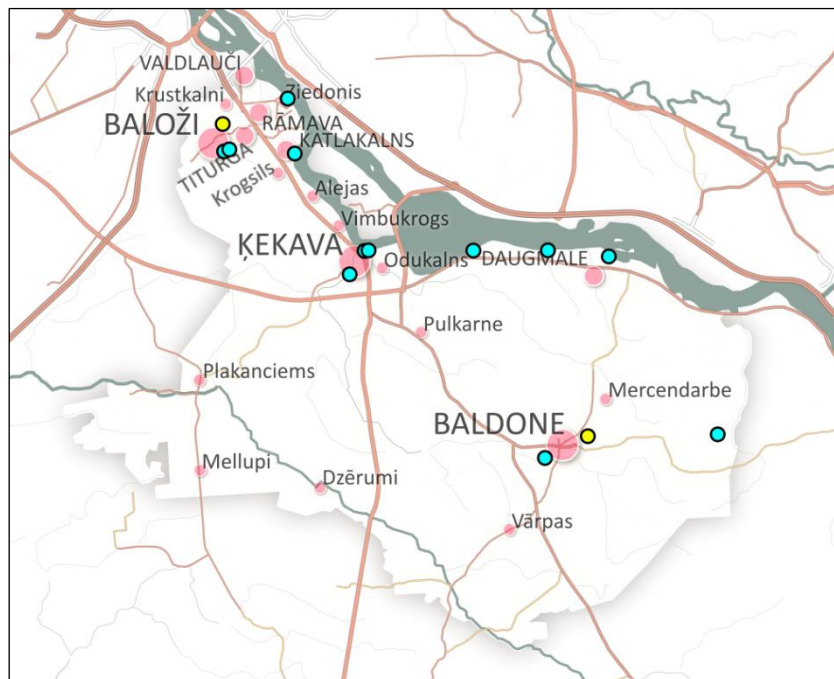 VALDLAUČI
Krustkalni
Ziedonis
BALOŽI
RĀMAVA
KATLAKALNS
TITURGA
Krogsils
Alejas
Vimbukrogs
ĶEKAVA
Odukalns
DAUGMALE
Pulkarne
Plakanciems
Mercendarbe
BALDONE
Mellupi
Dzērumi
Vārpas